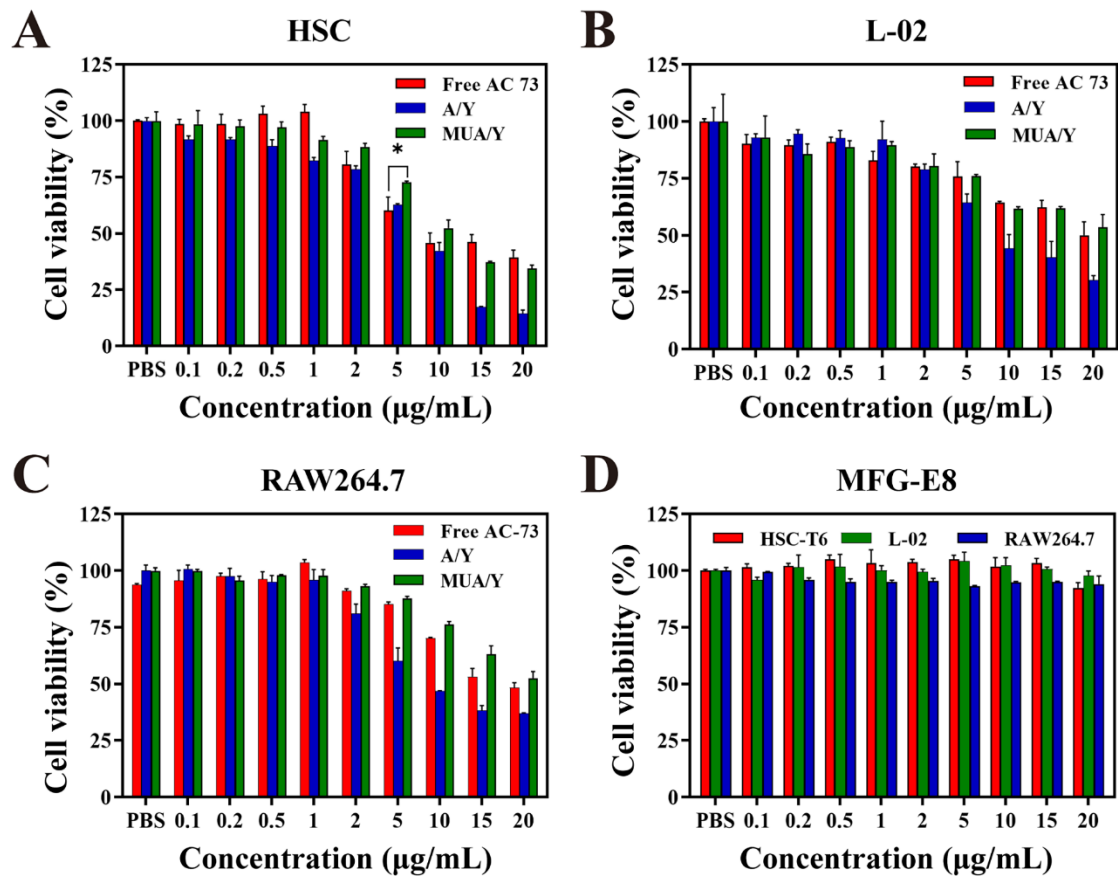 A
HSC
Cell viability (%)
125
100
75
50
25
0
Free AC 73
A/Y
MUA/Y
*
PBS 0.1 0.2 0.5 1 2 5 10 15 20
Concentration (μg/mL)
B
L-02
Cell viability (%)
125
100
75
50
25
0
Free AC 73
A/Y
MUA/Y
PBS 0.1 0.2 0.5 1 2 5 10 15 20
Concentration (μg/mL)
C
RAW264.7
Cell viability (%)
125
100
75
50
25
0
Free AC-73
A/Y
MUA/Y
PBS 0.1 0.2 0.5 1 2 5 10 15 20
Concentration (μg/mL)
D
MFG-E8
Cell viability (%)
125
100
75
50
25
0
HSC-T6 L-02 RAW264.7
PBS 0.1 0.2 0.5 1 2 5 10 15 20
Concentration (μg/mL)